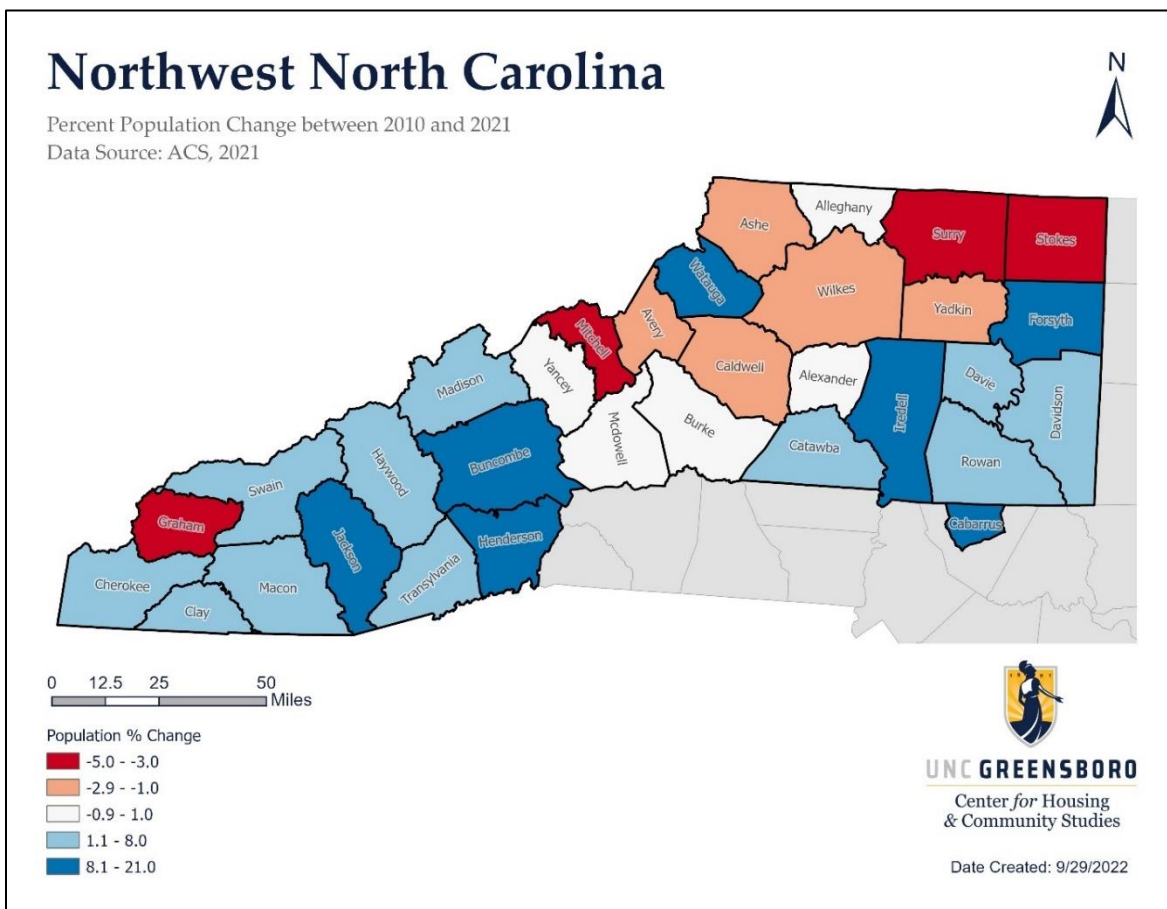 Northwest North Carolina
Percent Population Change between 2010 and 2021
Data Source: ACS, 2021
N
Alleghany
Ashe
Surry
Stokes
Watauga
Wilkes
Yadkin
Forsyth
Avery
Mitchell
Caldwell
Alexander
Iredell
Davie
Davidson
Yancey
Madison
Mcdowell
Burke
Catawba
Rowan
Haywood
Buncombe
Swain
Graham
Jackson
Henderson
Cabarrus
Cherokee
Macon
Transylvania
Clay
0 12.5 25 50
Miles
Population % Change
-5.0 - -3.0
-2.9 - -1.0
-0.9 - 1.0
1.1 - 8.0
8.1 - 21.0
UNC GREENSBORO
Center for Housing
& Community Studies
Date Created: 9/29/2022